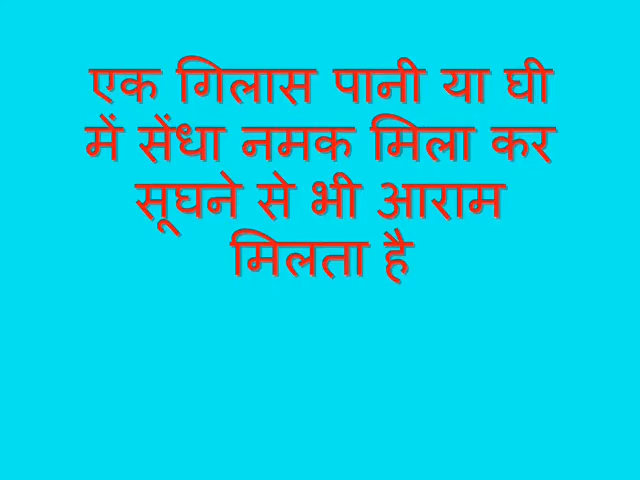 एक गिलास पानी या घी
में सेंधा नमक मिला कर
सूघने से भी आराम
मिलता है